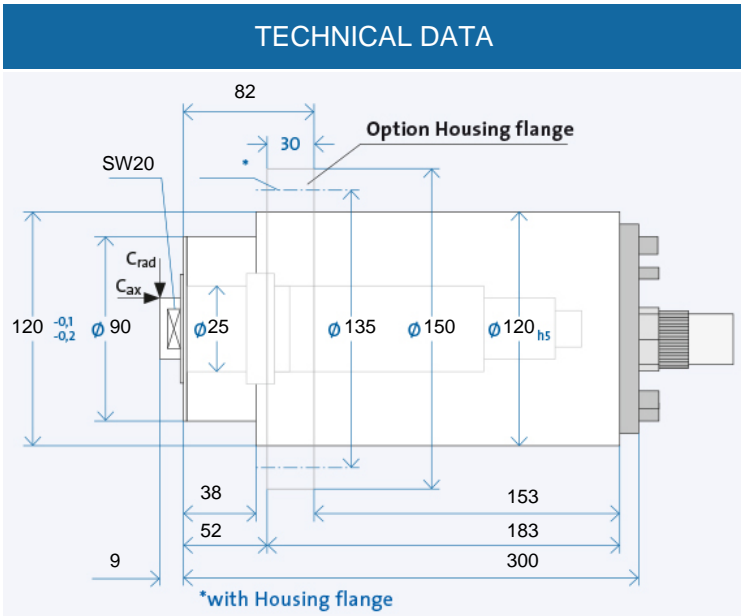 TECHNICAL DATA
82
Option Housing flange
30
*
SW20
Crad
Cax
120 -0,1 -0,2
ø 90
ø25
ø 135
ø 150
ø 120 h5
38
153
52
183
9
300
*with Housing flange